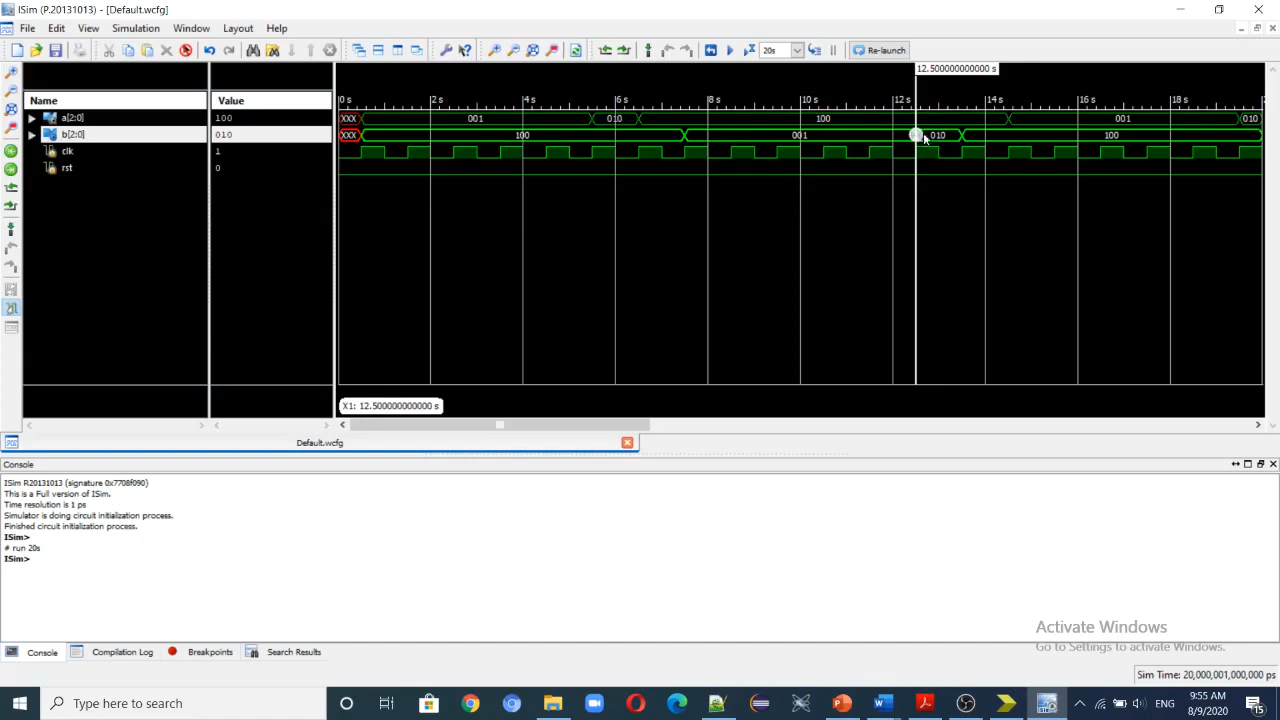 ISim (P.20131013) - [Default.wcfg]
File Edit View Simulation Window Layout Help
20s Re-launch
12.500000000000 s
Name Value
0 s 2 s 4 s 6 s 8 s 10 s 12 s 14 s 16 s 18 s
a[2:0] 100 XXX 001 010 100 001 010
b[2:0] 010 XXX 100 001 010 100
clk 1
rst 0
X1: 12.500000000000 s
Default.wcfg
Console
ISim P.20131013 (signature 0x7708f090)
This is a Full version of ISim.
Time resolution is 1 ps
Simulator is doing circuit initialization process.
Finished circuit initialization process.
ISim>
# run 20s
ISim>
Activate Windows
Go to Settings to activate Windows.
Console Compilation Log Breakpoints Search Results
Sim Time: 20,000,001,000,000 ps
Type here to search
ENG
9:55 AM
8/9/2020
15